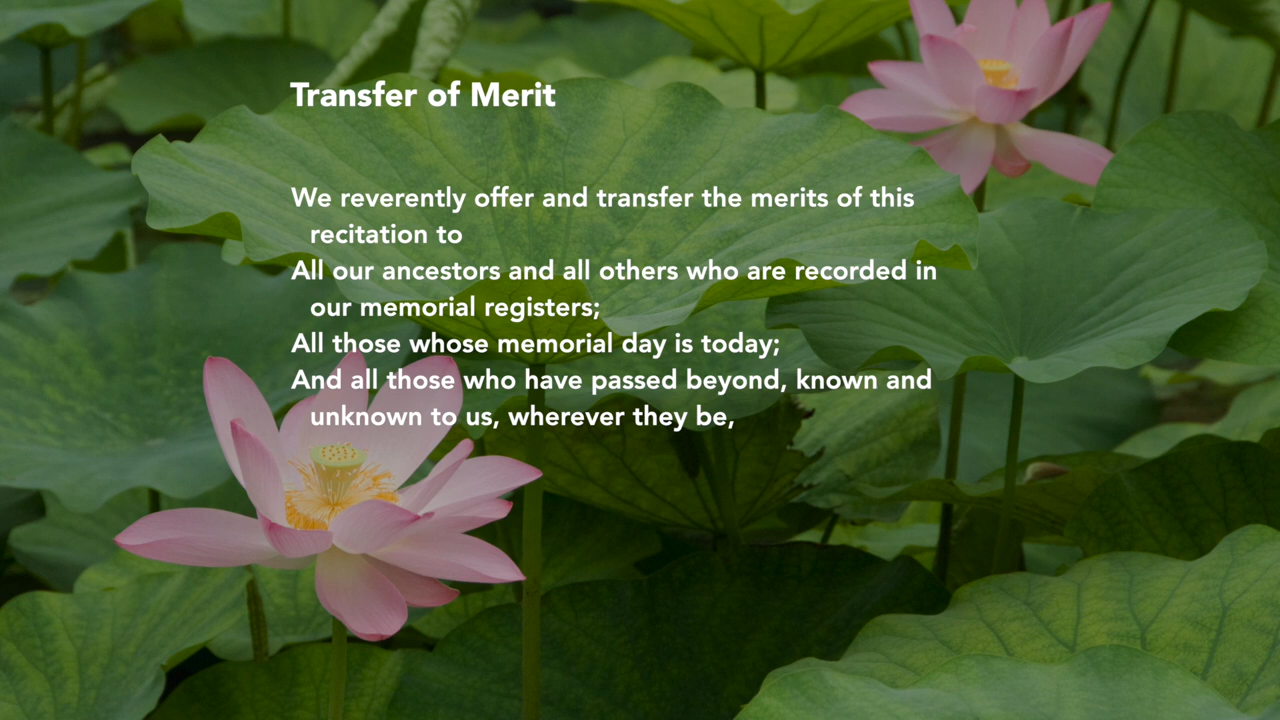 Transfer of Merit
We reverently offer and transfer the merits of this
recitation to
All our ancestors and all others who are recorded in
our memorial registers;
All those whose memorial day is today;
And all those who have passed beyond, known and
unknown to us, wherever they be,